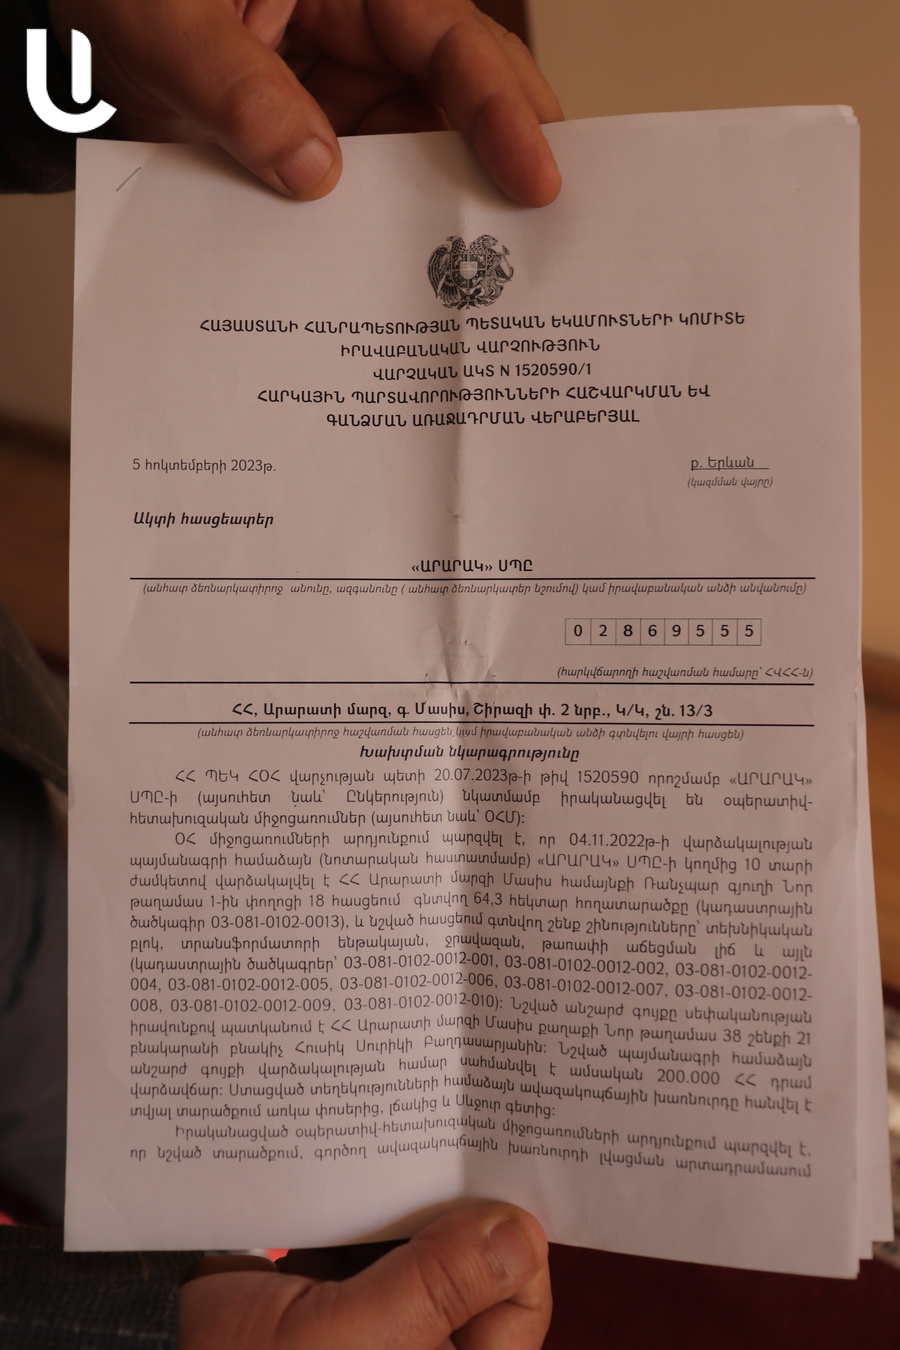 ՀԱՅԱՍՏԱՆԻ ՀԱՆՐԱՊԵՏՈՒԹՅԱՆ ՊԵՏԱԿԱՆ ԵԿԱՄՈՒՏՆԵՐԻ ԿՈՄԻՏԵ
ԻՐԱՎԱԲԱՆԱԿԱՆ ՎԱՐՉՈՒԹՅՈՒՆ
ՎԱՐՉԱԿԱՆ ԱԿՏ N 1520590/1
ՀԱՐԿԱՅԻՆ ՊԱՐՏԱՎՈՐՈՒԹՅՈՒՆՆԵՐԻ ՀԱՇՎԱՐԿՄԱՆ ԵՎ
ԳԱՆՁՄԱՆ ԱՌԱՋԱԴՐՄԱՆ ՎԵՐԱԲԵՐՅԱԼ
5 հոկտեմբերի 2023թ.
ք. Երևան
(կազմման վայրը)
Ակտի հասցեատեր
«ԱՐԱՐԱԿ» ՍՊԸ
(անհատ ձեռնարկատիրոջ անունը, ազգանունը ( անհատ ձեռնարկատեր նշումով) կամ իրավաբանական անձի անվանումը)
0 2 8 6 9 5 5 5
(հարկվճարողի հաշվառման համարը՝ ՀՎՀՀ-ն)
ՀՀ, Արարատի մարզ, գ. Մասիս, Շիրազի փ. 2 նրբ., Կ/Կ, շն. 13/3
(անհատ ձեռնարկատիրոջ հաշվառման հասցեն կամ իրավաբանական անձի գտնվելու վայրի հասցեն)
Խախտման նկարագրությունը
ՀՀ ՊԵԿ ՀՕՀ վարչության պետի 20.07.2023թ-ի թիվ 1520590 որոշմամբ «ԱՐԱՐԱԿ»
ՍՊԸ-ի (այսուհետ նաև՝ Ընկերություն) նկատմամբ իրականացվել են օպերատիվ-
հետախուզական միջոցառումներ (այսուհետ նաև՝ ՕՀՄ):
ՕՀ միջոցառումների արդյունքում պարզվել է, որ 04.11.2022թ-ի վարձակալության
պայմանագրի համաձայն (նոտարական հաստատմամբ) «ԱՐԱՐԱԿ» ՍՊԸ-ի կողմից 10 տարի
ժամկետով վարձակալվել է ՀՀ Արարատի մարզի Մասիս համայնքի Ռանչպար գյուղի Նոր
թաղամաս 1-ին փողոցի 18 հասցեում գտնվող 64,3 հեկտար հողատարածքը (կադաստրային
ծածկագիր 03-081-0102-0013), և նշված հասցեում գտնվող շենք շինությունները՝ տեխնիկական
բլոկ, տրանսֆորմատորի ենթակայան, ջրավազան, թառափի աճեցման լիճ և այլն
(կադաստրային ծածկագրեր՝ 03-081-0102-0012-001, 03-081-0102-0012-002, 03-081-0102-0012-
004, 03-081-0102-0012-005, 03-081-0102-0012-006, 03-081-0102-0012-007, 03-081-0102-0012-
008, 03-081-0102-0012-009, 03-081-0102-0012-010): Նշված անշարժ գույքը սեփականության
իրավունքով պատկանում է ՀՀ Արարատի մարզի Մասիս քաղաքի Նոր թաղամաս 38 շենքի 21
բնակարանի բնակիչ Հուսիկ Սուրիկի Բաղդասարյանին: Նշված պայմանագրի համաձայն
անշարժ գույքի վարձակալության համար սահմանվել է ամսական 200.000 ՀՀ դրամ
վարձավճար: Ստացված տեղեկությունների համաձայն ավազակոպճային խառնուրդը հանվել է
տվյալ տարածքում առկա փոսերից, լճակից և Սևջուր գետից:
Իրականացված օպերատիվ-հետախուզական միջոցառումների արդյունքում պարզվել է,
որ նշված տարածքում, գործող ավազակոպճային խառնուրդի լվացման արտադրամասում